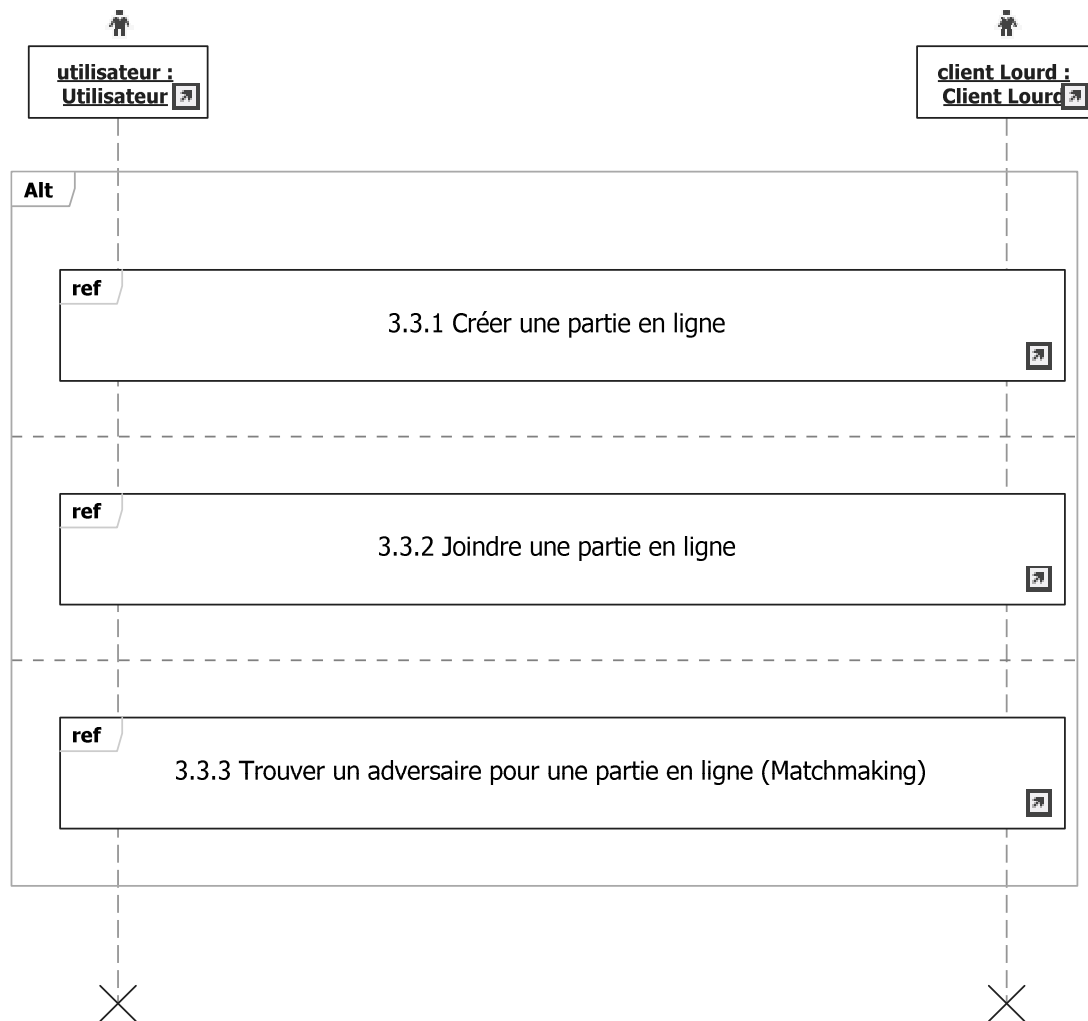 utilisateur :
Utilisateur
client Lourd :
Client Lourd
Alt
ref
3.3.1 Créer une partie en ligne
ref
3.3.2 Joindre une partie en ligne
ref
3.3.3 Trouver un adversaire pour une partie en ligne (Matchmaking)